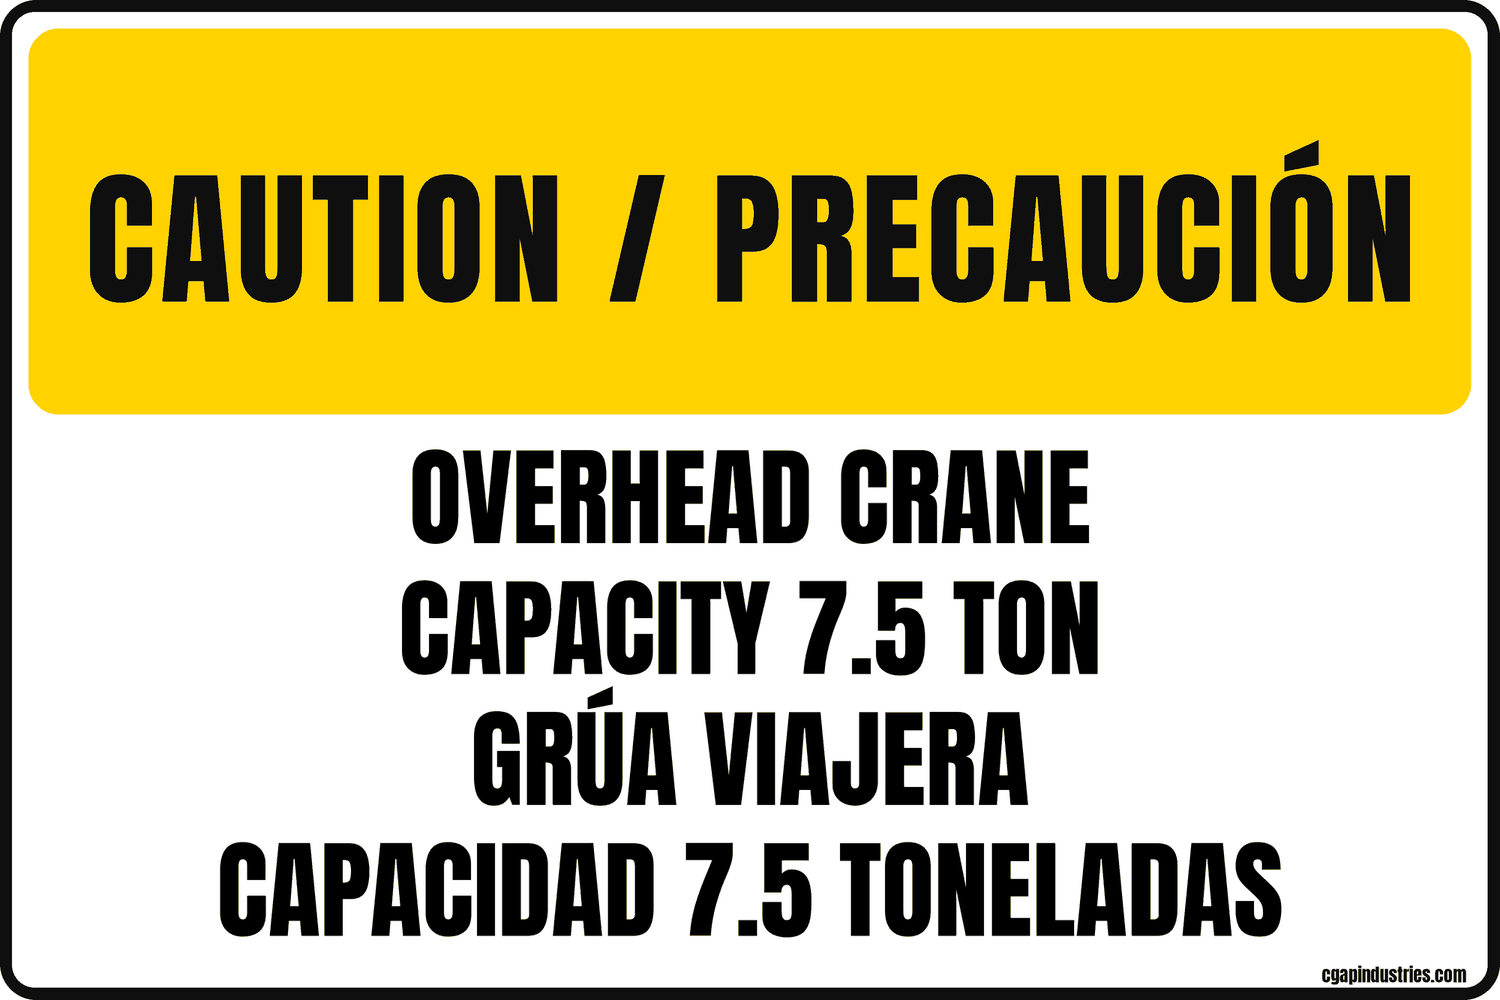 CAUTION / PRECAUCIÓN
OVERHEAD CRANE
CAPACITY 7.5 TON
GRÚA VIAJERA
CAPACIDAD 7.5 TONELADAS
cgapindustries.com